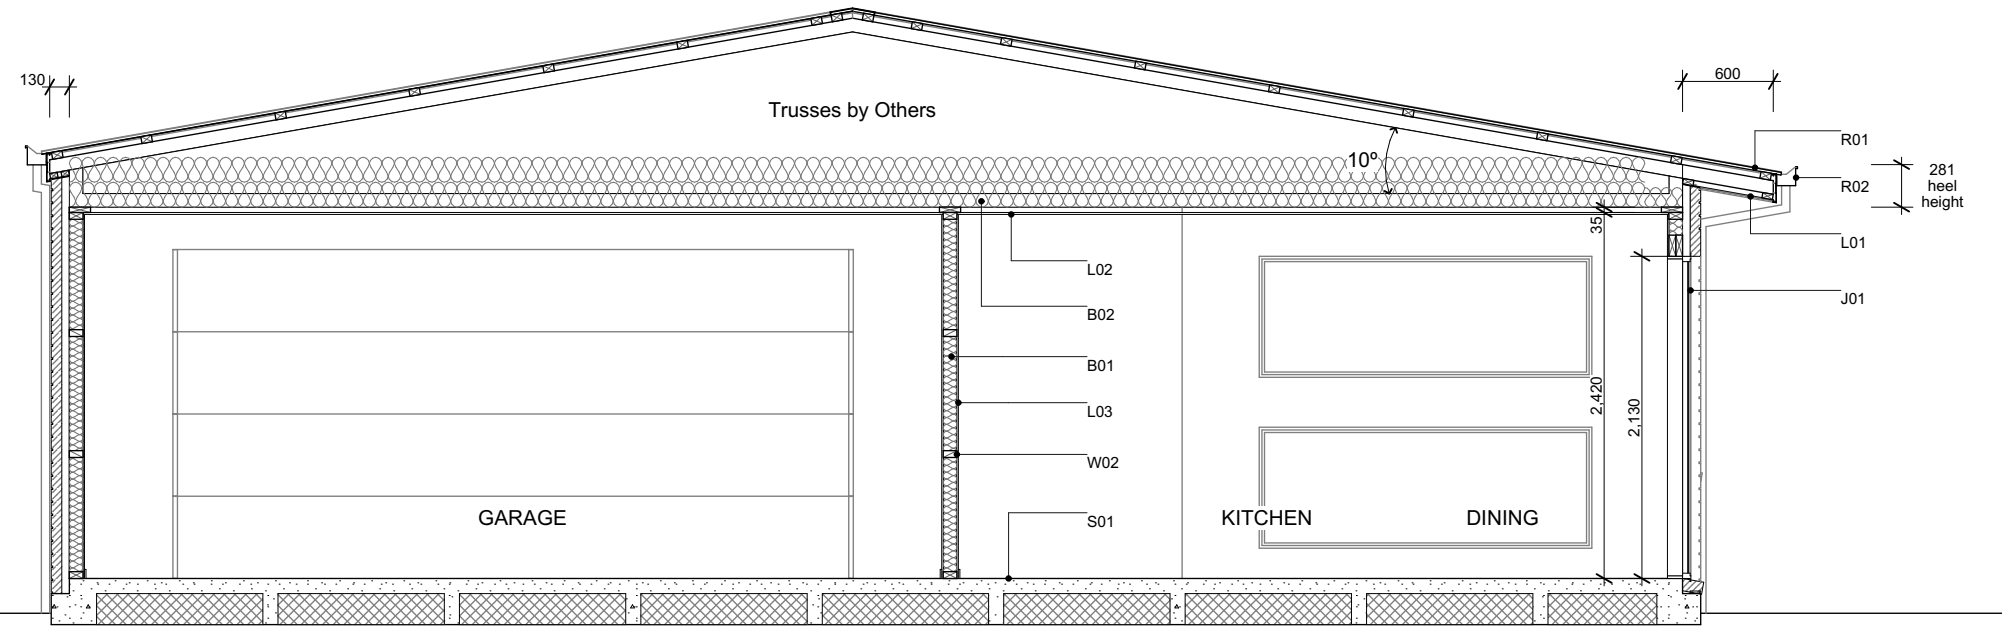 130
600
Trusses by Others
R01
10º
281
heel
height
R02
35
L01
L02
J01
B02
B01
2,420
2,130
L03
W02
GARAGE
S01
KITCHEN
DINING